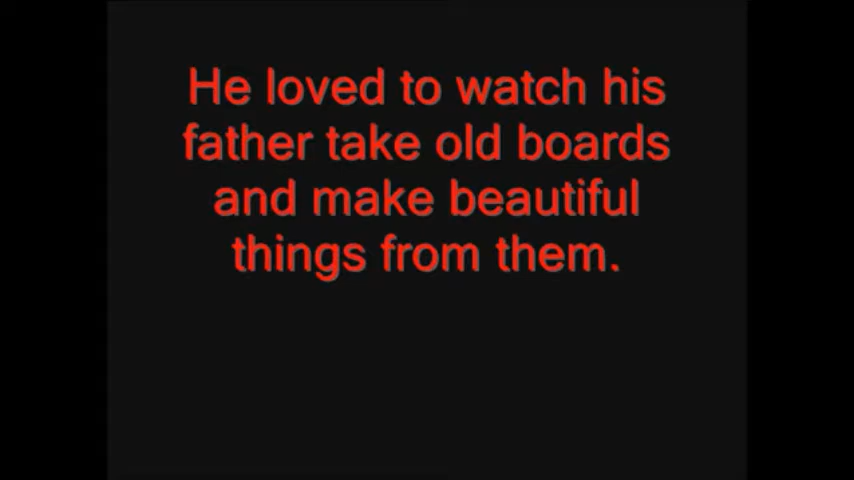 He loved to watch his
father take old boards
and make beautiful
things from them.